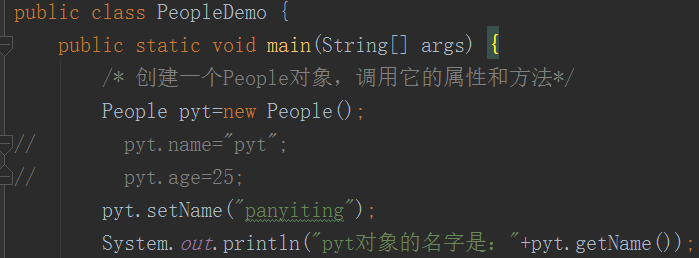 public class PeopleDemo {
public static void main(String[] args) {
/* 创建一个People对象，调用它的属性和方法*/
People pyt=new People();
// pyt.name="pyt";
// pyt.age=25;
pyt.setName("panyiting");
System.out.println("pyt对象的名字是："+pyt.getName());